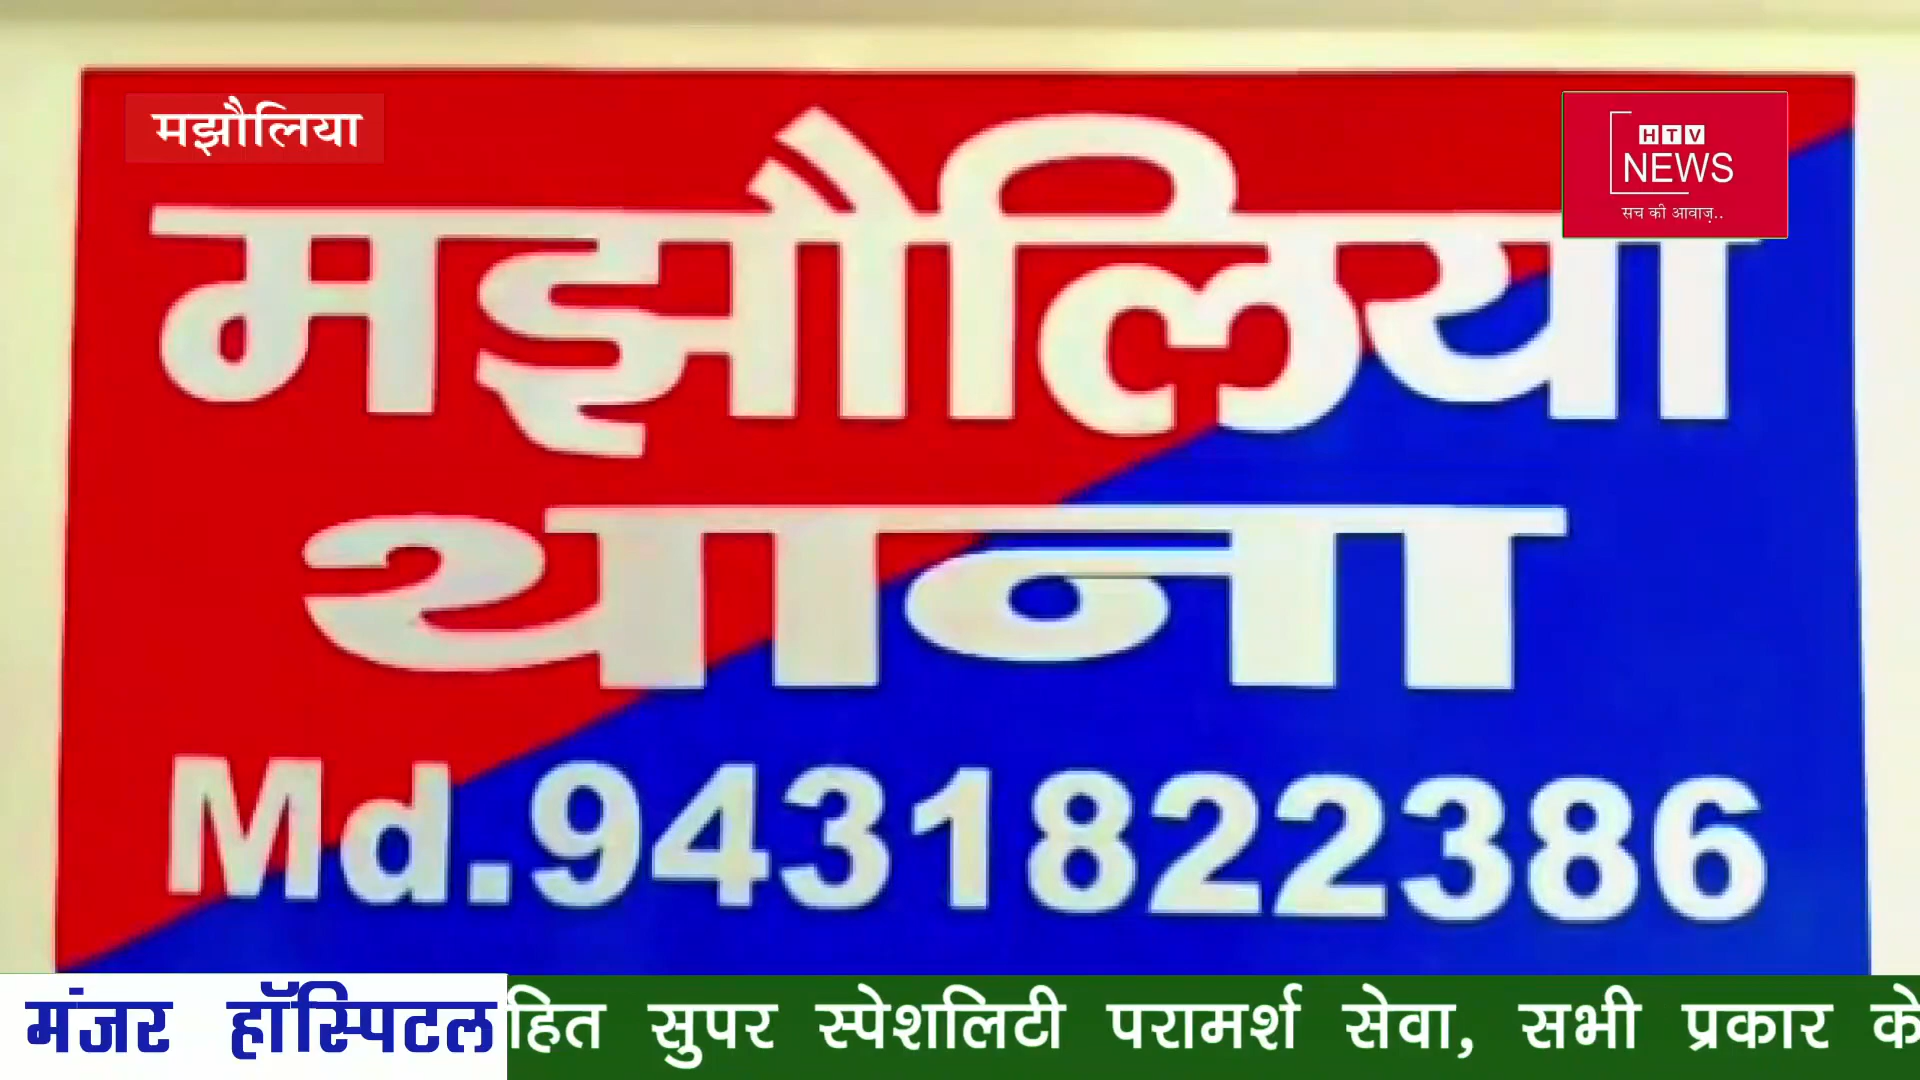 मझौलिया
HTV
NEWS
सच की आवाज़..
मझौलिया
थाना
Md.9431822386
मंजर हॉस्पिटल
हित सुपर स्पेशलिटी परामर्श सेवा, सभी प्रकार के